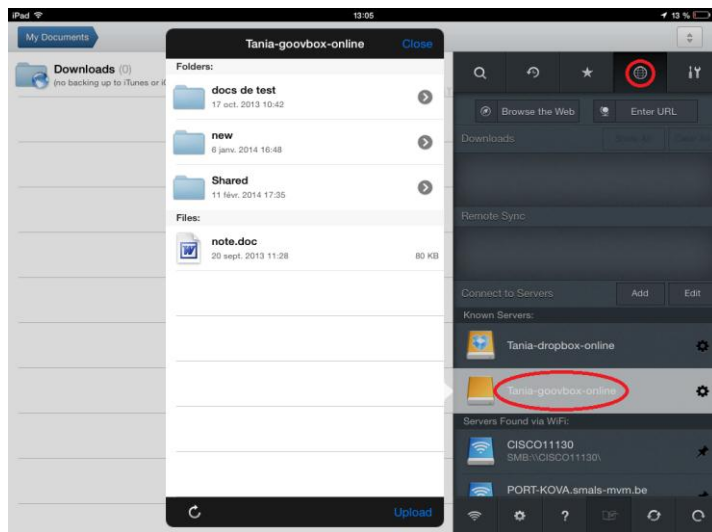 iPad
13:05
13 %
My Documents
Downloads (0)
(no backing up to iTunes or i
Tania-goovbox-online
Close
Folders:
docs de test
17 oct. 2013 10:42
new
6 janv. 2014 16:48
Shared
11 févr. 2014 17:35
Files:
note.doc
20 sept. 2013 11:28
80 KB
Upload
Browse the Web
Enter URL
Downloads
Remote Sync
Connect to Servers
Add
Edit
Known Servers:
Tania-dropbox-online
Tania-goovbox-online
Servers Found via WiFi:
CISCO11130
SMB:\\CISCO11130\
PORT-KOVA.smals-mvm.be